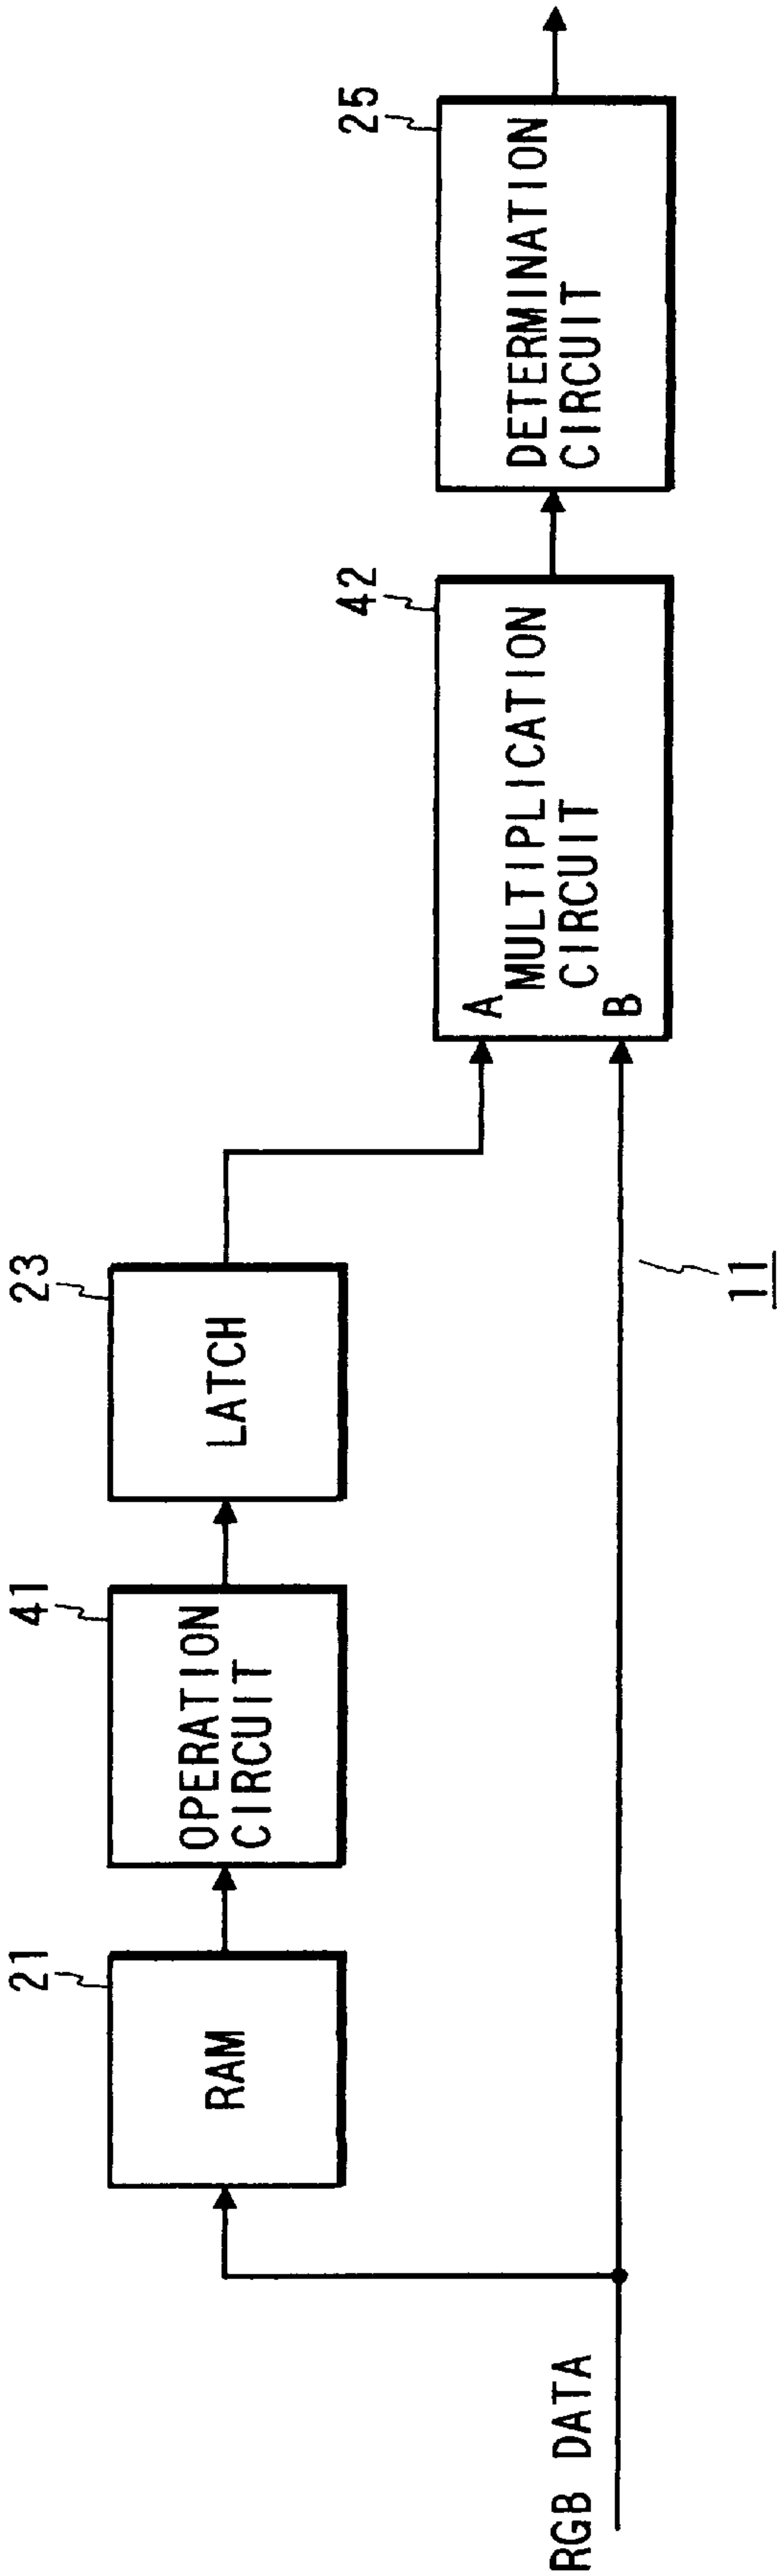 RGB DATA
21
RAM
41
OPERATION
CIRCUIT
23
LATCH
11
42
A
MULTIPLICATION
CIRCUIT
B
25
DETERMINATION
CIRCUIT